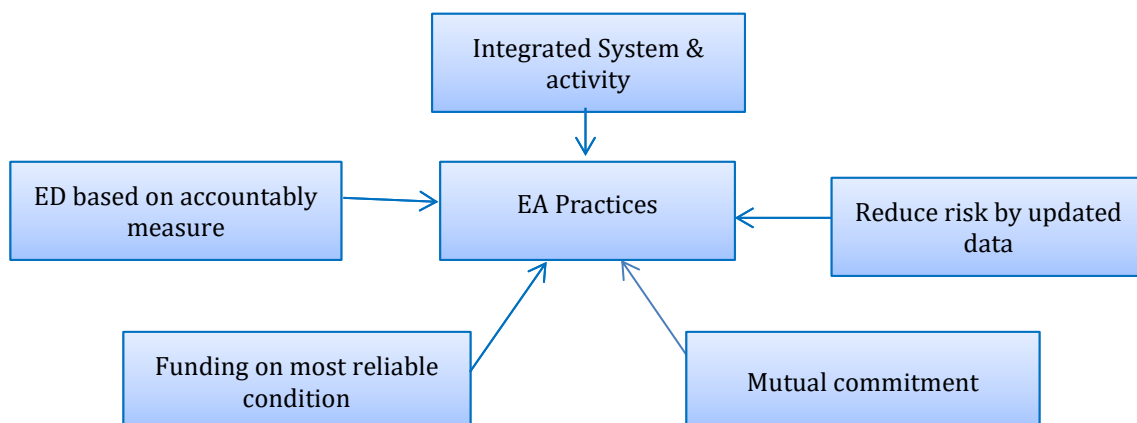 Integrated System &
activity
ED based on accountably
measure
EA Practices
Reduce risk by updated
data
Funding on most reliable
condition
Mutual commitment